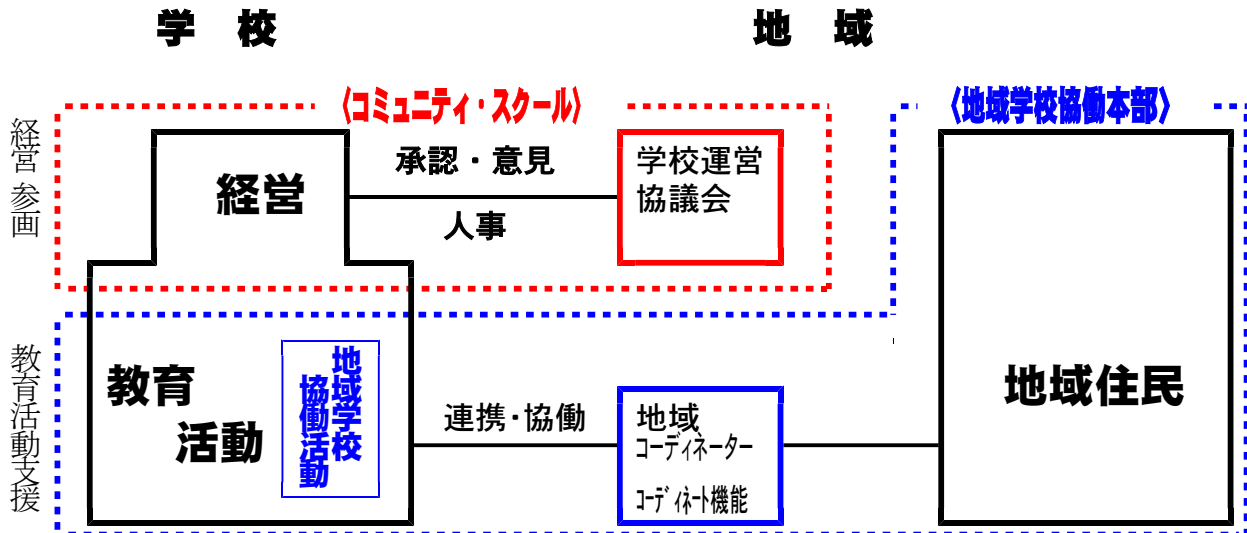 学 校
地 域
〈コミュニティ・スクール〉
〈地域学校協働本部〉
経営 参画
経営
承認・意見
人事
学校運営
協議会
教育活動支援
教育
活動
地域学校
協働活動
連携・協働
地域
コーディネーター
コーディネート機能
地域住民